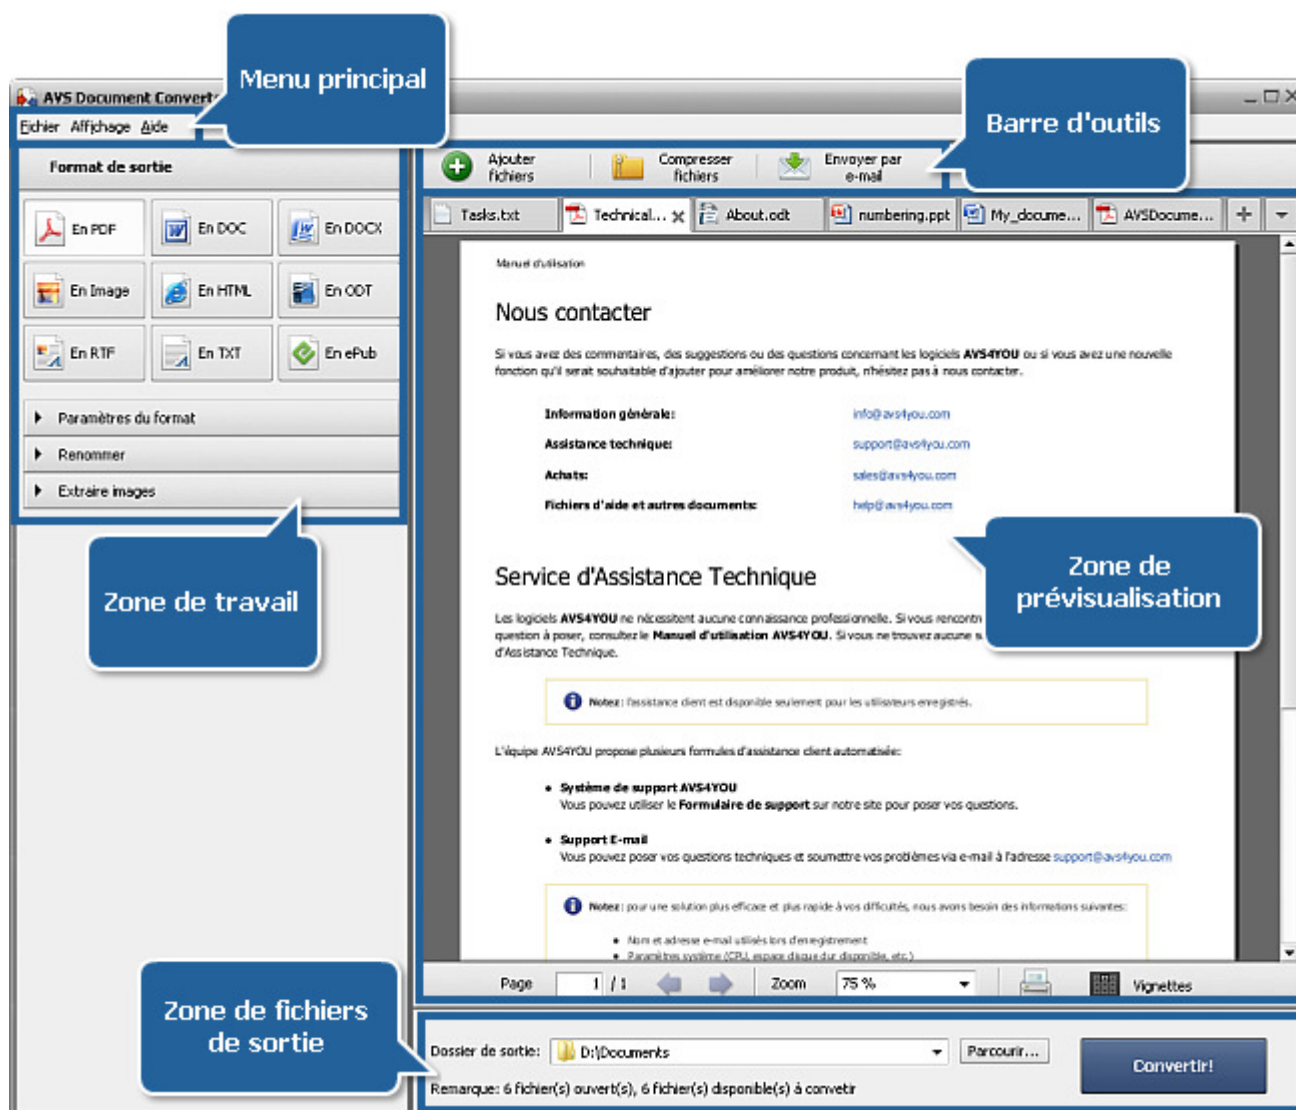 Menu principal
AVS Document Converte
Fichier Affichage Aide
Barre d'outils
Format de sortie
Ajouter fichiers
Compresser fichiers
Envoyer par e-mail
Tasks.txt
Technical...
About.odt
numbering.ppt
My_docume...
AVSDocume...
En PDF
En DOC
En DOCX
En Image
En HTML
En ODT
En RTF
En TXT
En ePub
Paramètres du format
Renommer
Extraire images
Zone de travail
Manuel d'utilisation
Nous contacter
Si vous avez des commentaires, des suggestions ou des questions concernant les logiciels AVS4YOU ou si vous avez une nouvelle
fonction qu'il serait souhaitable d'ajouter pour améliorer notre produit, n'hésitez pas à nous contacter.
Information générale: info@avs4you.com
Assistance technique: support@avs4you.com
Achats: sales@avs4you.com
Fichiers d'aide et autres documents: help@avs4you.com
Zone de
prévisualisation
Service d'Assistance Technique
Les logiciels AVS4YOU ne nécessitent aucune connaissance professionnelle. Si vous rencontr
question à poser, consultez le Manuel d'utilisation AVS4YOU. Si vous ne trouvez aucune s
d'Assistance Technique.
Notez: l'assistance client est disponible seulement pour les utilisateurs enregistrés.
L'équipe AVS4YOU propose plusieurs formules d'assistance client automatisée:
• Système de support AVS4YOU
Vous pouvez utiliser le Formulaire de support sur notre site pour poser vos questions.
• Support E-mail
Vous pouvez poser vos questions techniques et soumettre vos problèmes via e-mail à l'adresse support@avs4you.com
Notez: pour une solution plus efficace et plus rapide à vos difficultés, nous avons besoin des informations suivantes:
• Nom et adresse e-mail utilisés lors d'enregistrement
• Paramètres système (CPU, espace disque dur disponible, etc.)
Page 1 / 1 Zoom 75 % Vignettes
Zone de fichiers
de sortie
Dossier de sortie: D:\Documents Parcourir... Convertir!
Remarque: 6 fichier(s) ouvert(s), 6 fichier(s) disponible(s) à convetir